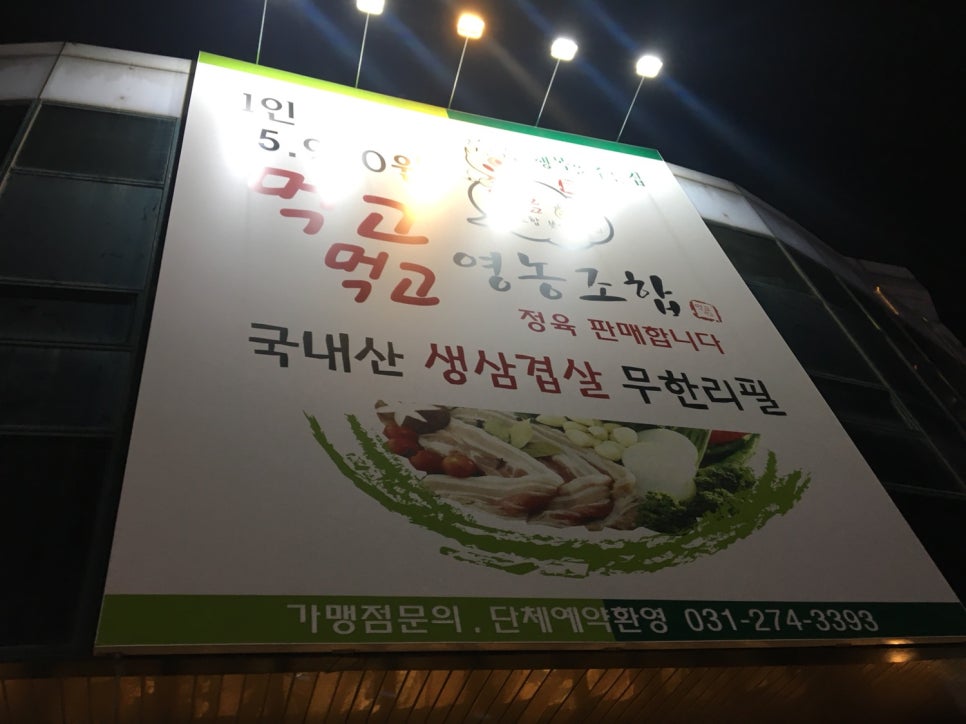 1인
먹고
먹고 영농조합
정육 판매합니다
국내산 생삼겹살 무한리필
가맹점문의 . 단체예약환영 031-274-3393